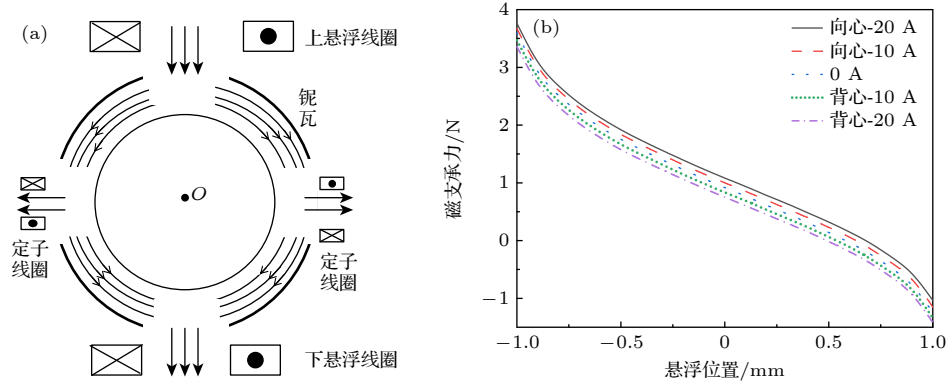 (a)
上悬浮线圈
铌
瓦
O
定子
线圈
定子
线圈
下悬浮线圈
(b)
向心-20 A
向心-10 A
0 A
背心-10 A
背心-20 A
磁支承力/N
4
3
2
1
0
−1
−1.0
−0.5
0
0.5
1.0
悬浮位置/mm